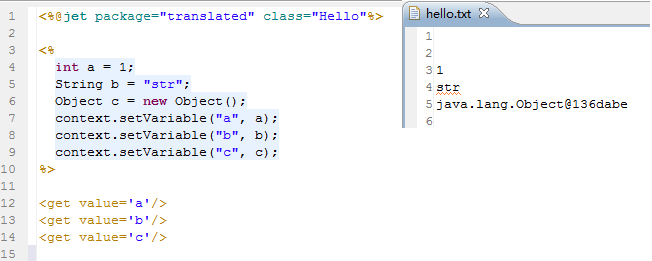 1 <%@jet package="translated" class="Hello"%>
2
3 <%
4 int a = 1;
5 String b = "str";
6 Object c = new Object();
7 context.setVariable("a", a);
8 context.setVariable("b", b);
9 context.setVariable("c", c);
10 %>
11
12 <get value='a'/>
13 <get value='b'/>
14 <get value='c'/>
15
hello.txt
1
2
3 1
4 str
5 java.lang.Object@136dabe
6